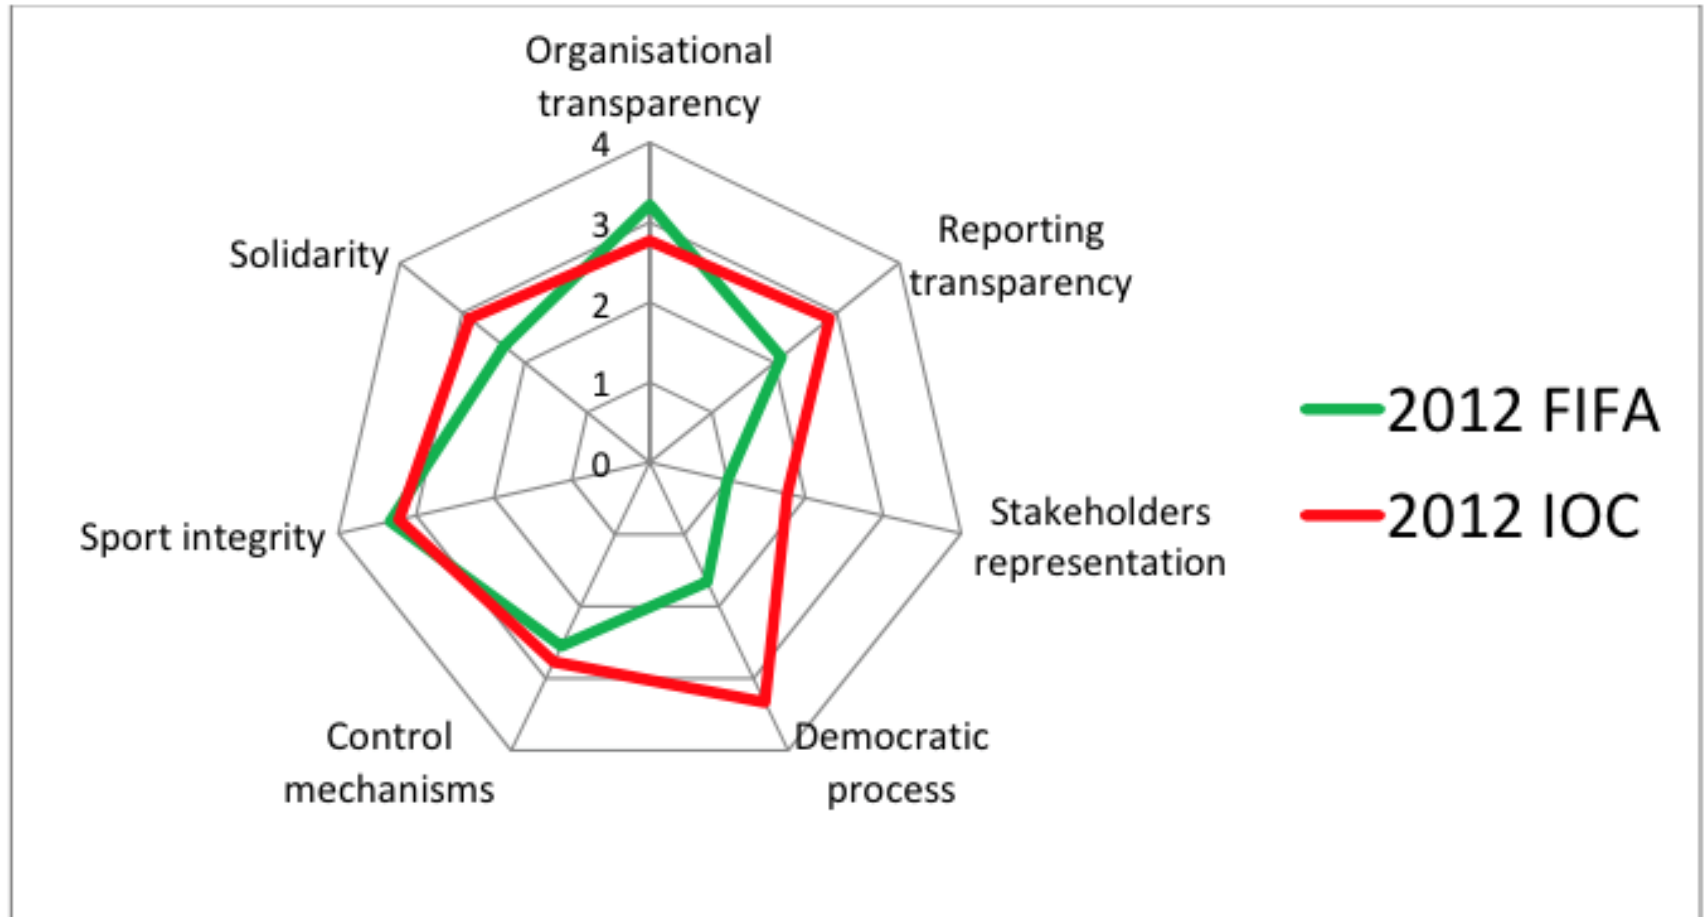 Organisational
transparency
4
3
2
1
0
Reporting
transparency
Stakeholders
representation
Democratic
process
Control
mechanisms
Sport integrity
Solidarity
2012 FIFA
2012 IOC